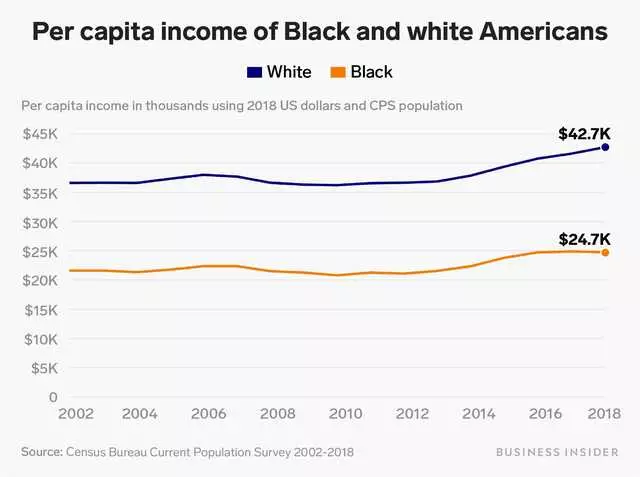 Per capita income of Black and white Americans
White Black
Per capita income in thousands using 2018 US dollars and CPS population
$45K
$42.7K
$40K
$35K
$30K
$25K
$24.7K
$20K
$15K
$10K
$5K
0
2002 2004 2006 2008 2010 2012 2014 2016 2018
Source: Census Bureau Current Population Survey 2002-2018
BUSINESS INSIDER